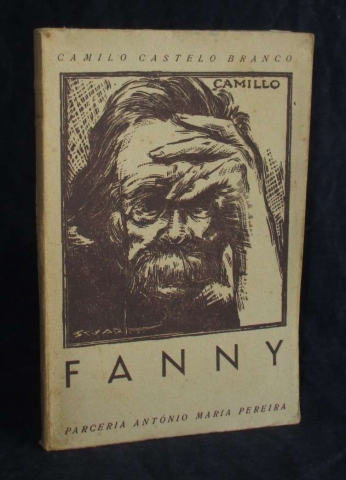 CAMILO CASTELO BRANCO
CAMILLO
FANNY
PARCERIA ANTÓNIO MARIA PEREIRA